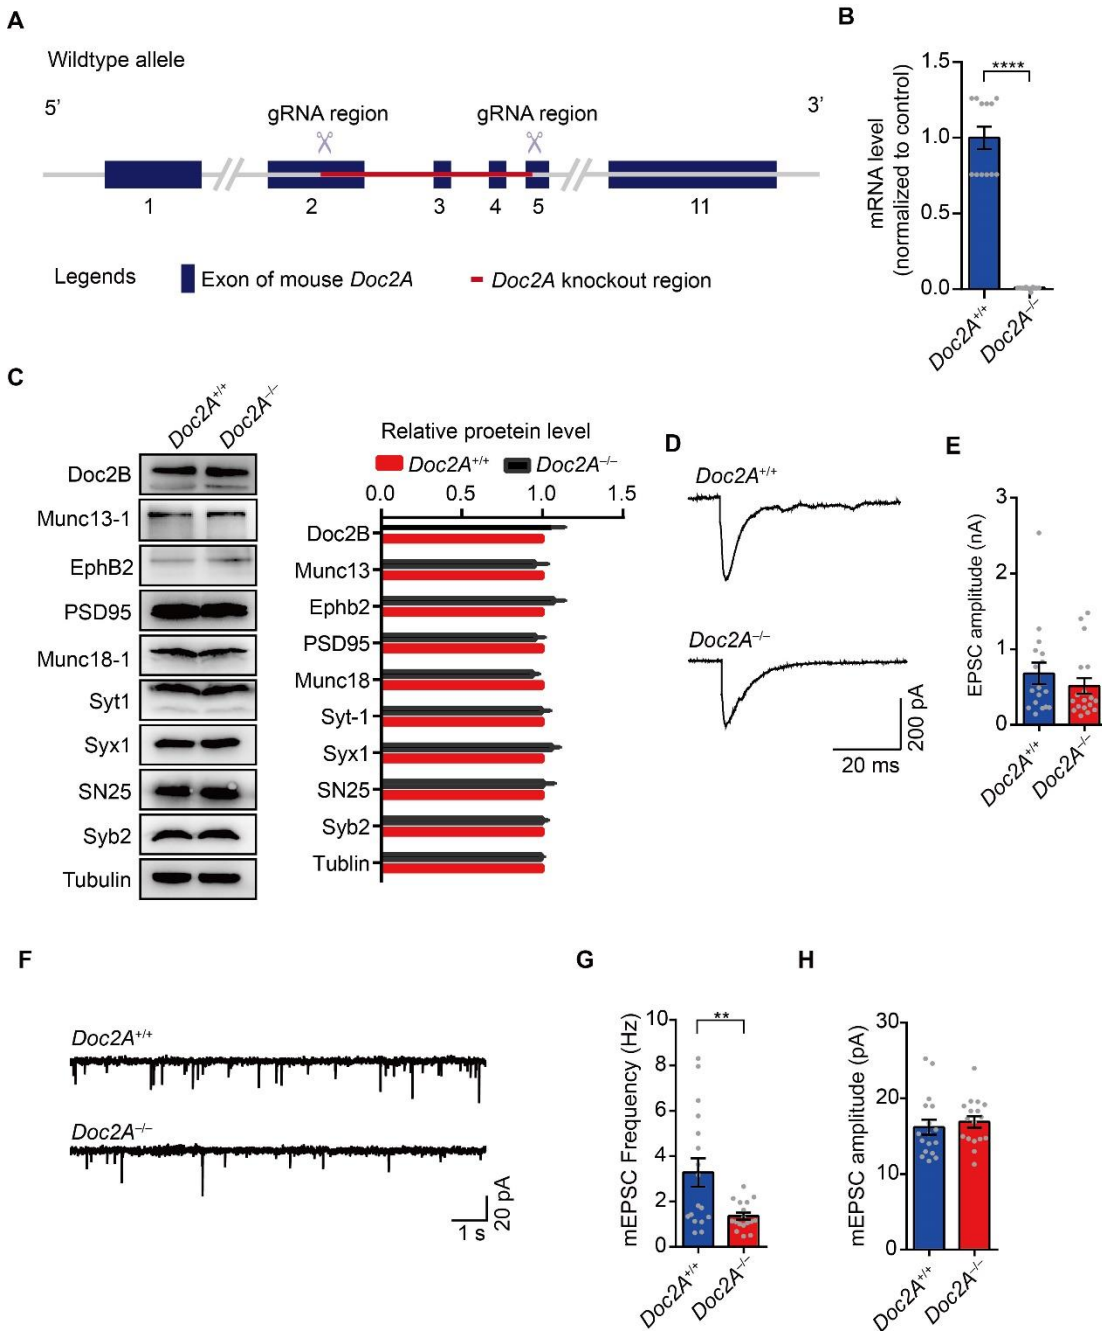 A
Wildtype allele
5’
3’
gRNA region
gRNA region
1
2
3
4
5
11
Legends
Exon of mouse Doc2A
Doc2A knockout region
B
mRNA level
(normalized to control)
1.5
1.0
0.5
0.0
****
Doc2A+/+
Doc2A–/–
C
Doc2A+/+
Doc2A–/–
Doc2B
Munc13-1
EphB2
PSD95
Munc18-1
Syt1
Syx1
SN25
Syb2
Tubulin
Relative proetein level
Doc2A+/+
Doc2A–/–
0.0
0.5
1.0
1.5
Doc2B
Munc13
Ephb2
PSD95
Munc18
Syt-1
Syx1
SN25
Syb2
Tublin
D
Doc2A+/+
Doc2A–/–
200 pA
20 ms
E
EPSC amplitude (nA)
3
2
1
0
Doc2A+/+
Doc2A–/–
F
Doc2A+/+
Doc2A–/–
20 pA
1 s
G
mEPSC Frequency (Hz)
10
8
6
4
2
0
**
Doc2A+/+
Doc2A–/–
H
mEPSC amplitude (pA)
30
20
10
0
Doc2A+/+
Doc2A–/–